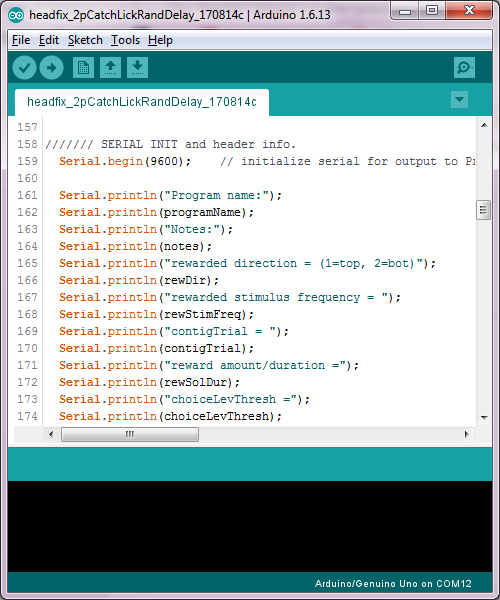 headfix_2pCatchLickRandDelay_170814c | Arduino 1.6.13
File Edit Sketch Tools Help
headfix_2pCatchLickRandDelay_170814c
157
158 /////// SERIAL INIT and header info.
159 Serial.begin(9600); // initialize serial for output to Pr
160
161 Serial.println("Program name:");
162 Serial.println(programName);
163 Serial.println("Notes:");
164 Serial.println(notes);
165 Serial.println("rewarded direction = (1=top, 2=bot)");
166 Serial.println(rewDir);
167 Serial.println("rewarded stimulus frequency = ");
168 Serial.println(rewStimFreq);
169 Serial.println("contigTrial = ");
170 Serial.println(contigTrial);
171 Serial.println("reward amount/duration =");
172 Serial.println(rewSolDur);
173 Serial.println("choiceLevThresh =");
174 Serial.println(choiceLevThresh);
Arduino/Genuino Uno on COM12